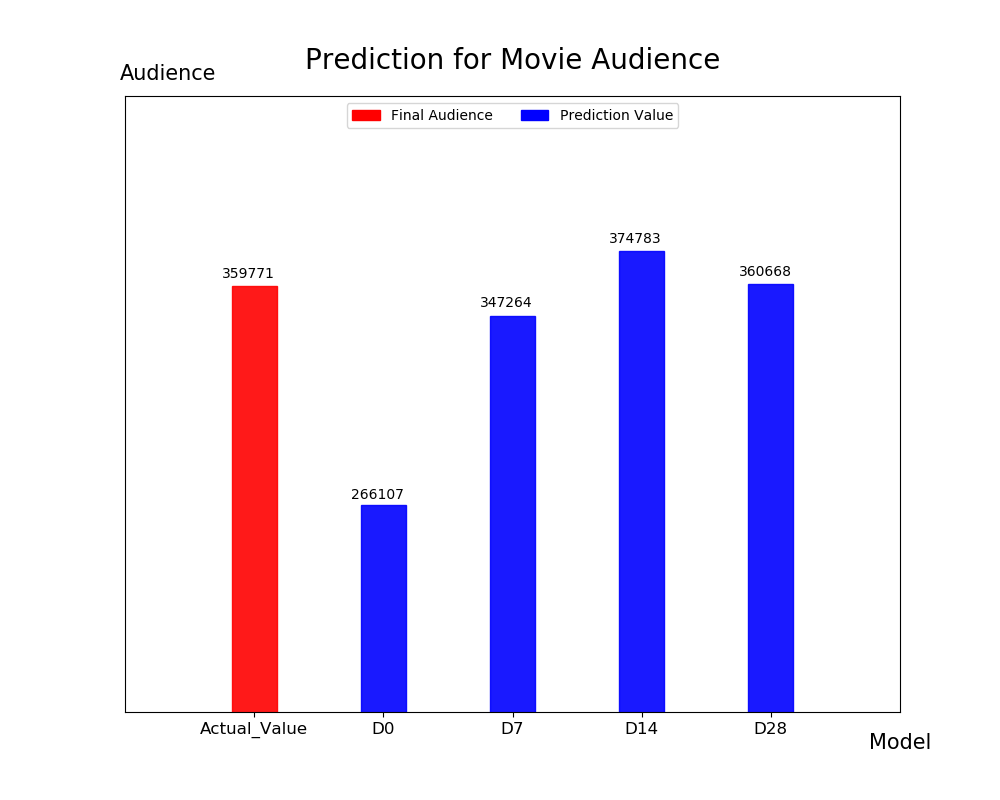 Prediction for Movie Audience
Audience
Final Audience
Prediction Value
359771
266107
347264
374783
360668
Actual_Value
D0
D7
D14
D28
Model